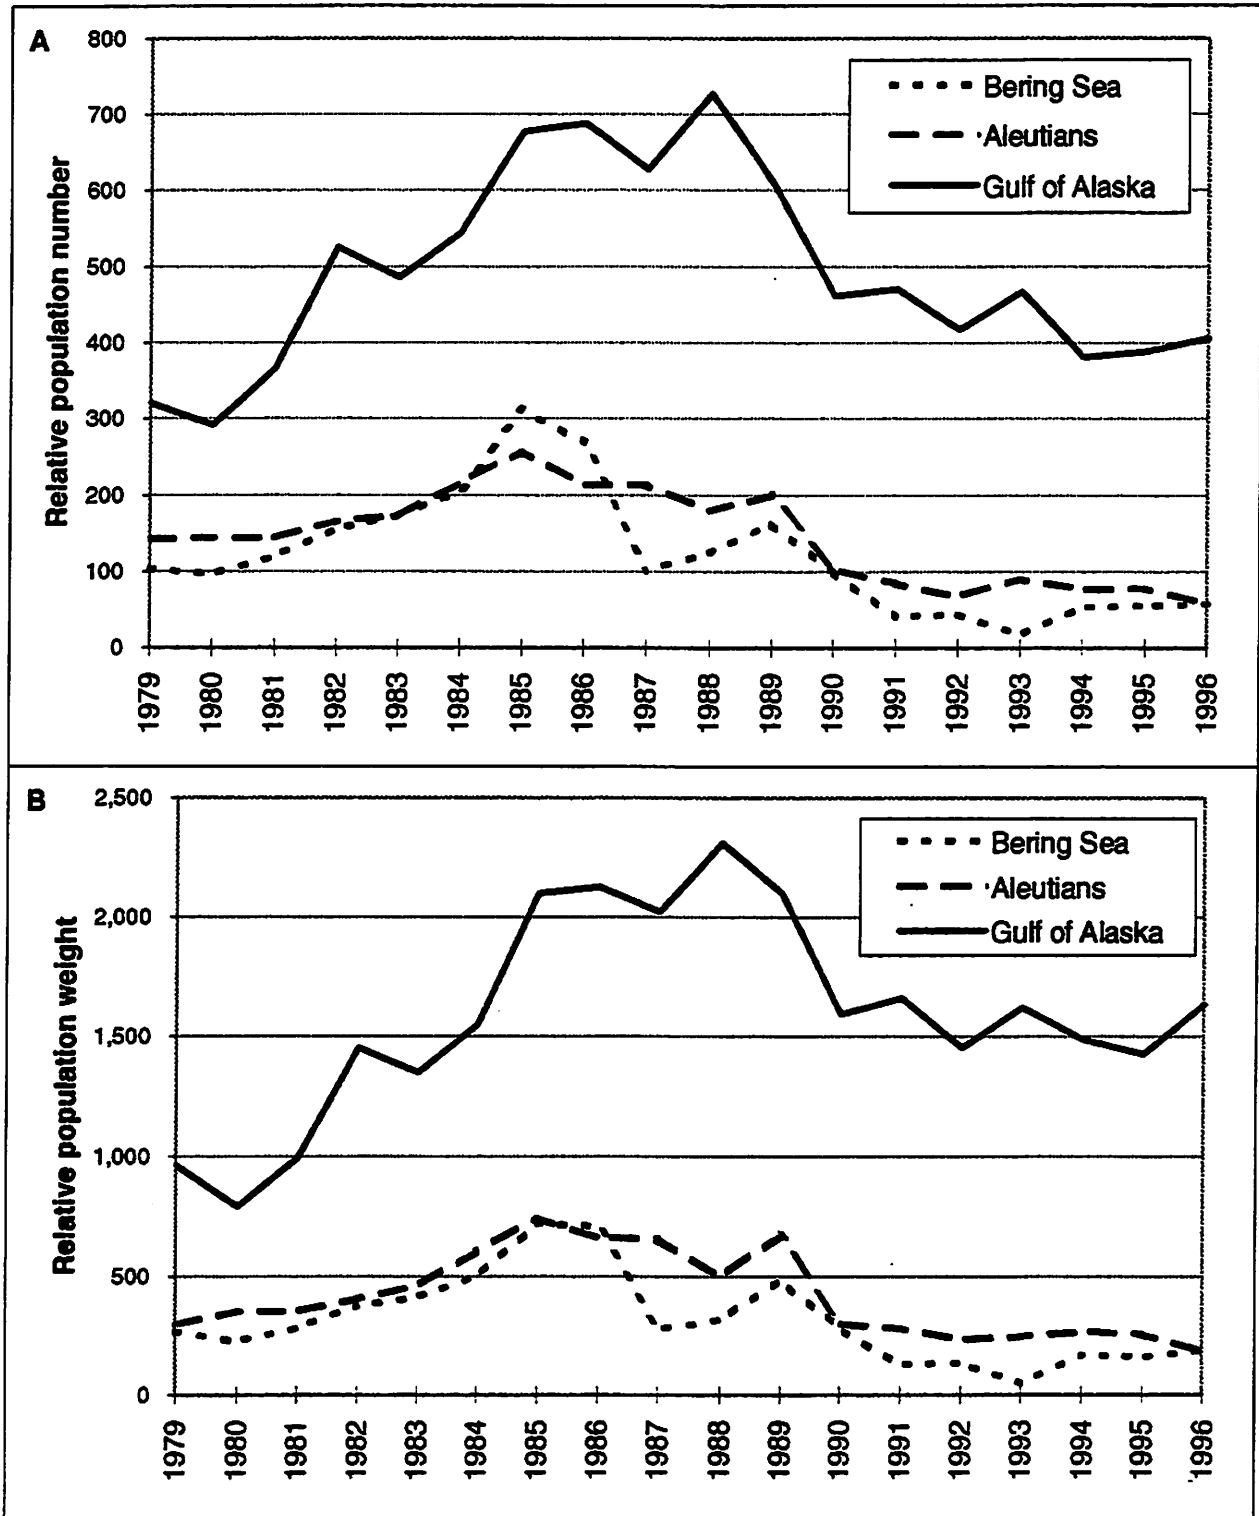 A
800
700
600
500
400
300
200
100
0
Relative population number
Bering Sea
Aleutians
Gulf of Alaska
1979 1980 1981 1982 1983 1984 1985 1986 1987 1988 1989 1990 1991 1992 1993 1994 1995 1996
B
2,500
2,000
1,500
1,000
500
0
Relative population weight
Bering Sea
Aleutians
Gulf of Alaska
1979 1980 1981 1982 1983 1984 1985 1986 1987 1988 1989 1990 1991 1992 1993 1994 1995 1996